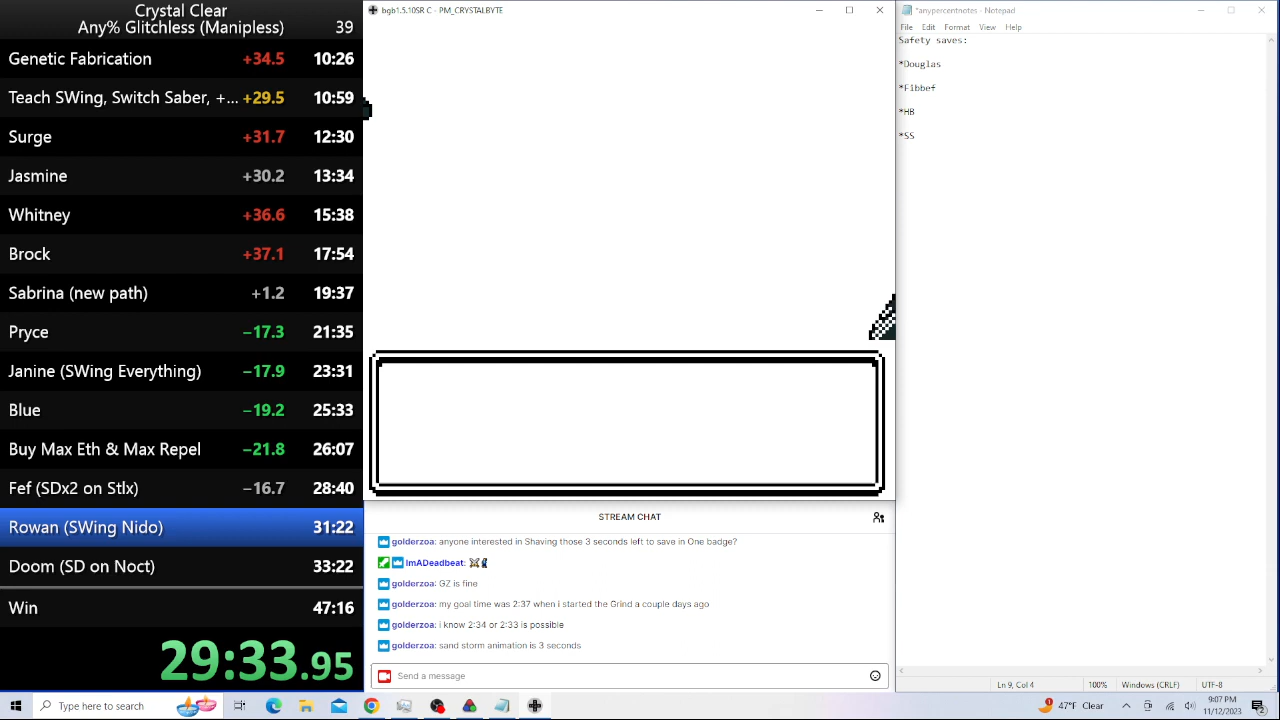 Crystal Clear
Any% Glitchless (Manipless) 39
Genetic Fabrication +34.5 10:26
Teach SWing, Switch Saber, +... +29.5 10:59
Surge +31.7 12:30
Jasmine +30.2 13:34
Whitney +36.6 15:38
Brock +37.1 17:54
Sabrina (new path) +1.2 19:37
Pryce −17.3 21:35
Janine (SWing Everything) −17.9 23:31
Blue −19.2 25:33
Buy Max Eth & Max Repel −21.8 26:07
Fef (SDx2 on Stlx) −16.7 28:40
Rowan (SWing Nido) 31:22
Doom (SD on Noct) 33:22
Win 47:16
29:33.95
bgb1.5.10SR C - PM_CRYSTALBYTE
STREAM CHAT
golderzoa: anyone interested in Shaving those 3 seconds left to save in One badge?
ImADeadbeat:
golderzoa: GZ is fine
golderzoa: my goal time was 2:37 when i started the Grind a couple days ago
golderzoa: i know 2:34 or 2:33 is possible
golderzoa: sand storm animation is 3 seconds
Send a message
*anypercentnotes - Notepad
File Edit Format View Help
Safety saves:
*Douglas
*Fibbef
*HB
*SS
Ln 9, Col 4 100% Windows (CRLF) UTF-8
Type here to search
47°F Clear
9:07 PM
11/12/2023
2